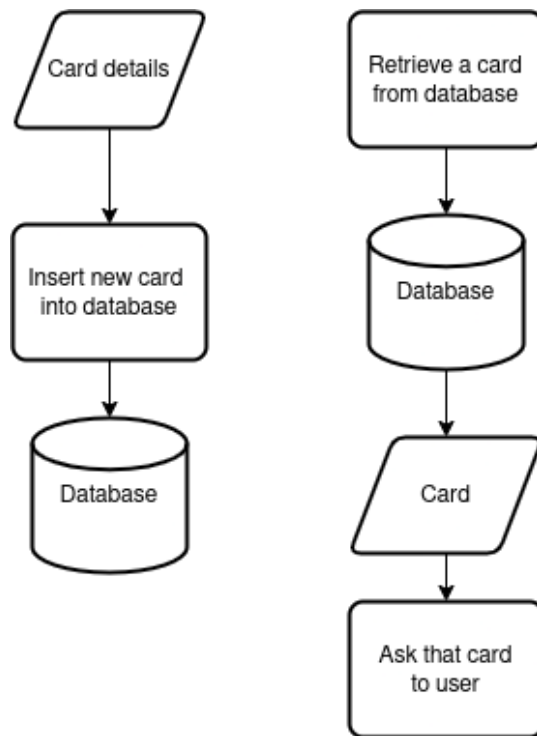 Card details
Insert new card
into database
Database
Retrieve a card
from database
Database
Card
Ask that card
to user